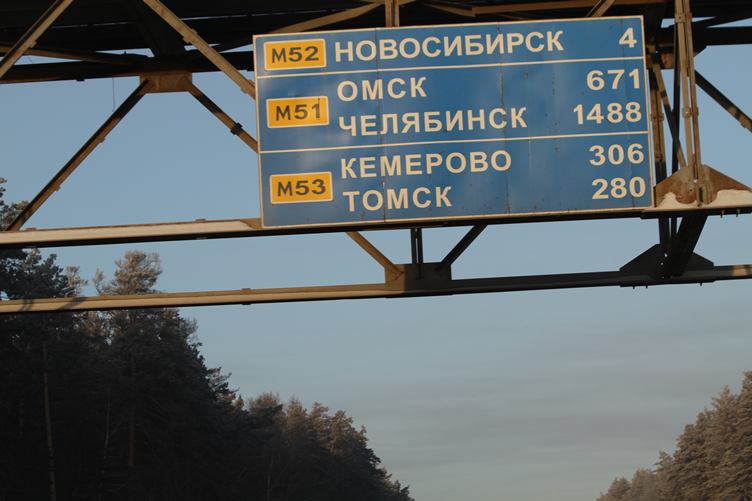 М52 НОВОСИБИРСК 4
ОМСК 671
М51
ЧЕЛЯБИНСК 1488
КЕМЕРОВО 306
М53
ТОМСК 280